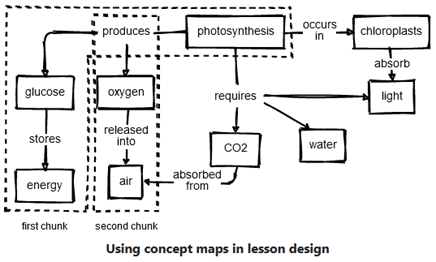 produces
photosynthesis
occurs
in
chloroplasts
absorb
glucose
oxygen
requires
light
stores
released
into
CO2
water
energy
air
absorbed
from
first chunk
second chunk
Using concept maps in lesson design